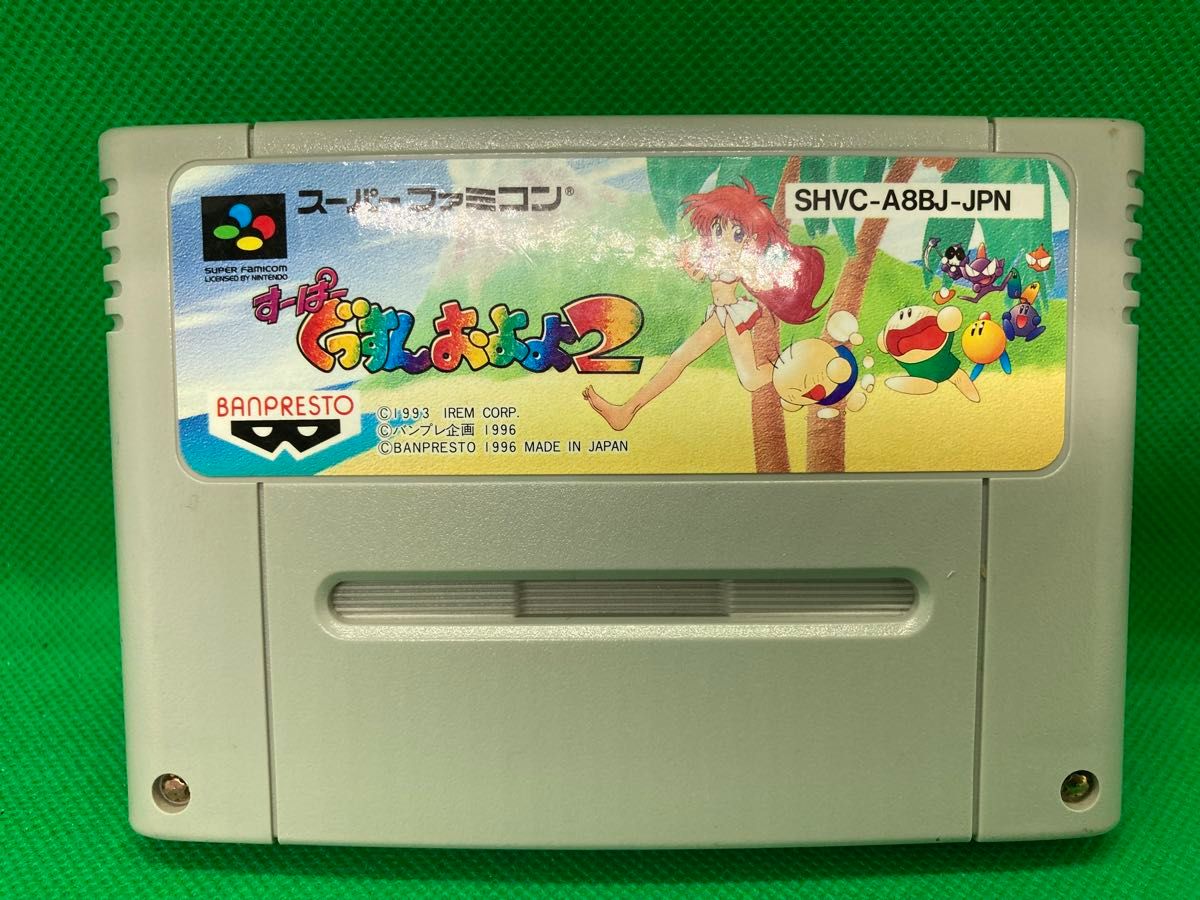 スーパーファミコン®
SHVC-A8BJ-JPN
SUPER FAMICOM
LICENSED BY NINTENDO
すーぱー
ぐっすんおよよ2
BANPRESTO
©1993 IREM CORP.
©バンプレ企画 1996
©BANPRESTO 1996 MADE IN JAPAN